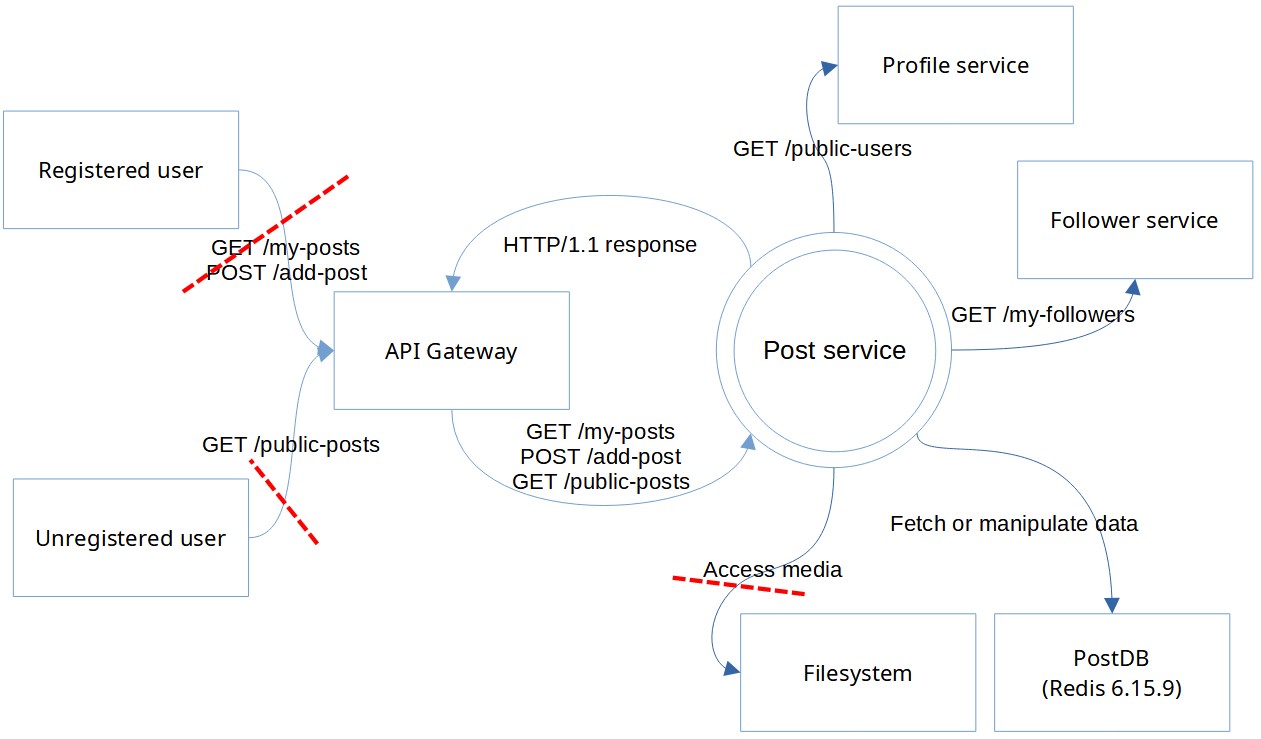 Profile service
GET /public-users
Registered user
Follower service
GET /my-posts
POST /add-post
HTTP/1.1 response
GET /my-followers
API Gateway
Post service
GET /public-posts
GET /my-posts
POST /add-post
GET /public-posts
Unregistered user
Fetch or manipulate data
Access media
Filesystem
PostDB
(Redis 6.15.9)